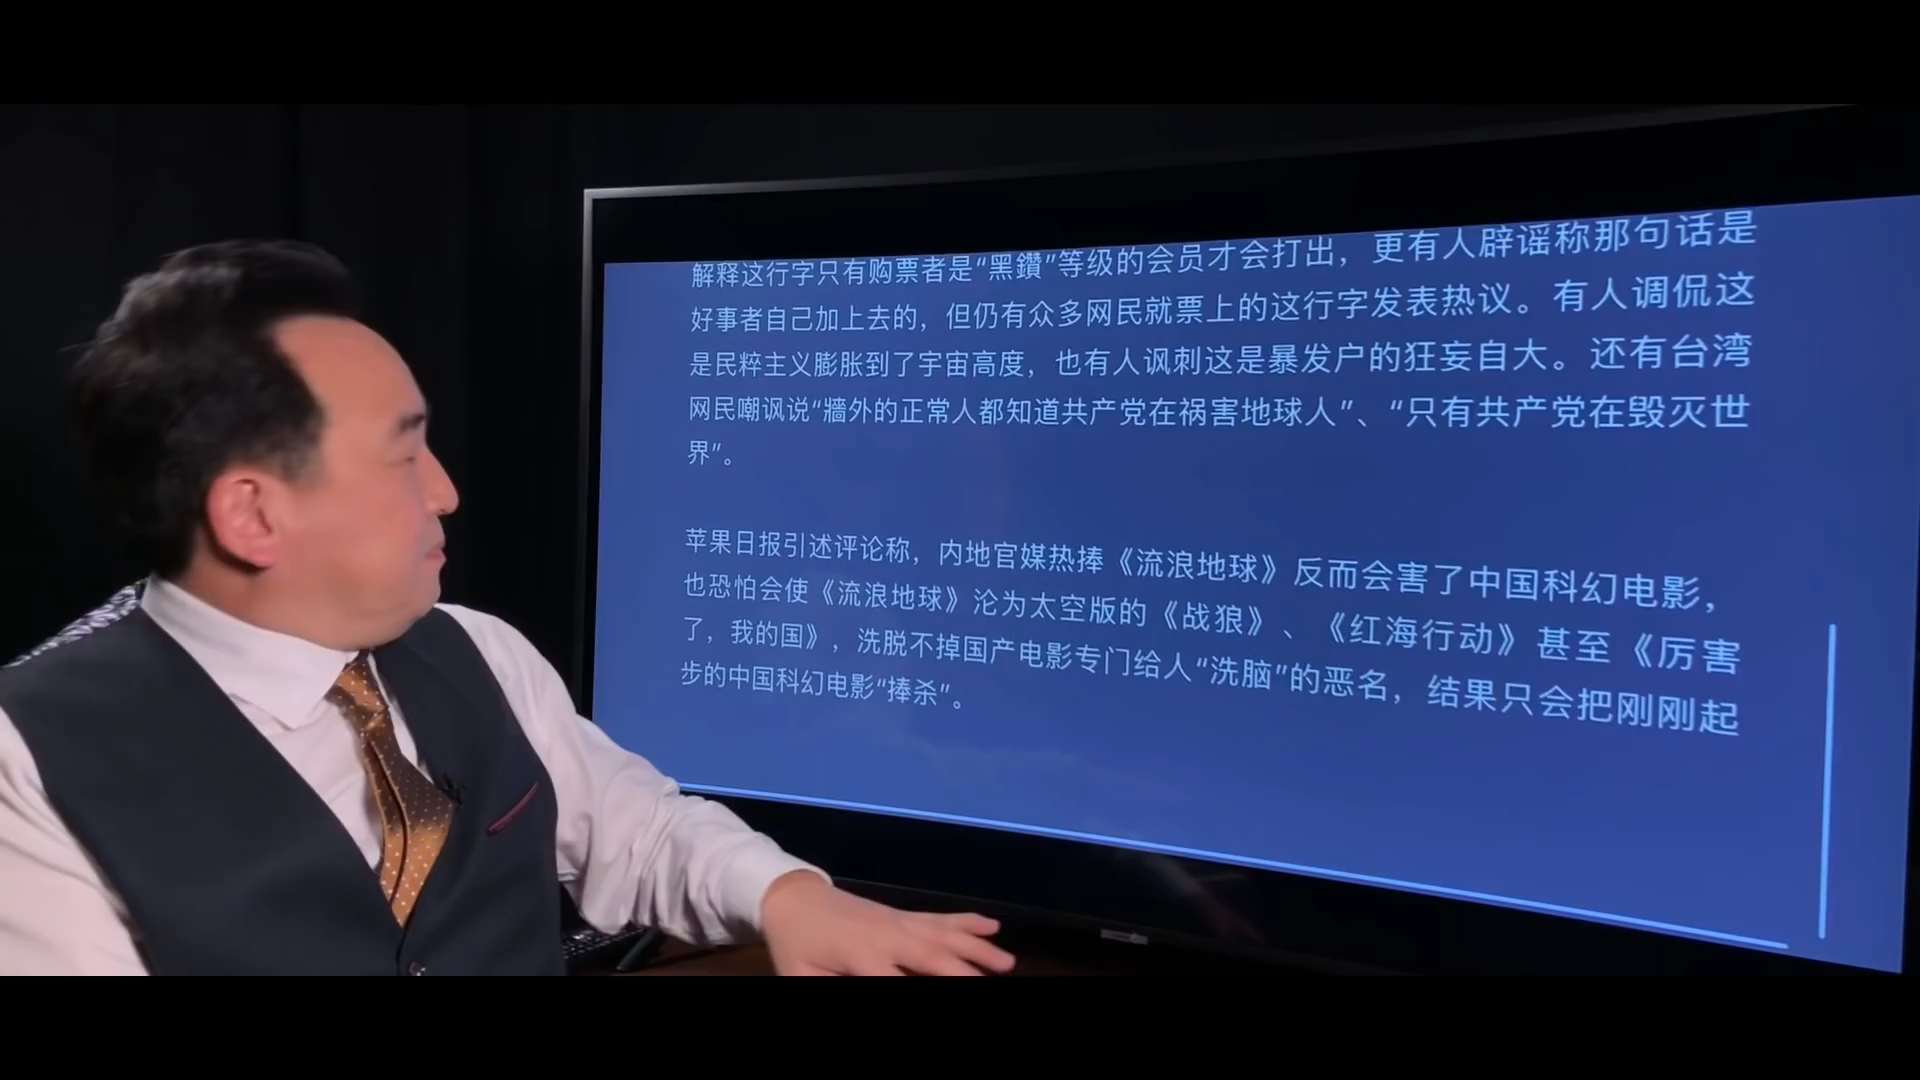 解释这行字只有购票者是“黑鑽”等级的会员才会打出，更有人辟谣称那句话是
好事者自己加上去的，但仍有众多网民就票上的这行字发表热议。有人调侃这
是民粹主义膨胀到了宇宙高度，也有人讽刺这是暴发户的狂妄自大。还有台湾
网民嘲讽说“牆外的正常人都知道共产党在祸害地球人”、“只有共产党在毁灭世
界”。
苹果日报引述评论称，内地官媒热捧《流浪地球》反而会害了中国科幻电影，
也恐怕会使《流浪地球》沦为太空版的《战狼》、《红海行动》甚至《厉害
了，我的国》，洗脱不掉国产电影专门给人“洗脑”的恶名，结果只会把刚刚起
步的中国科幻电影“捧杀”。